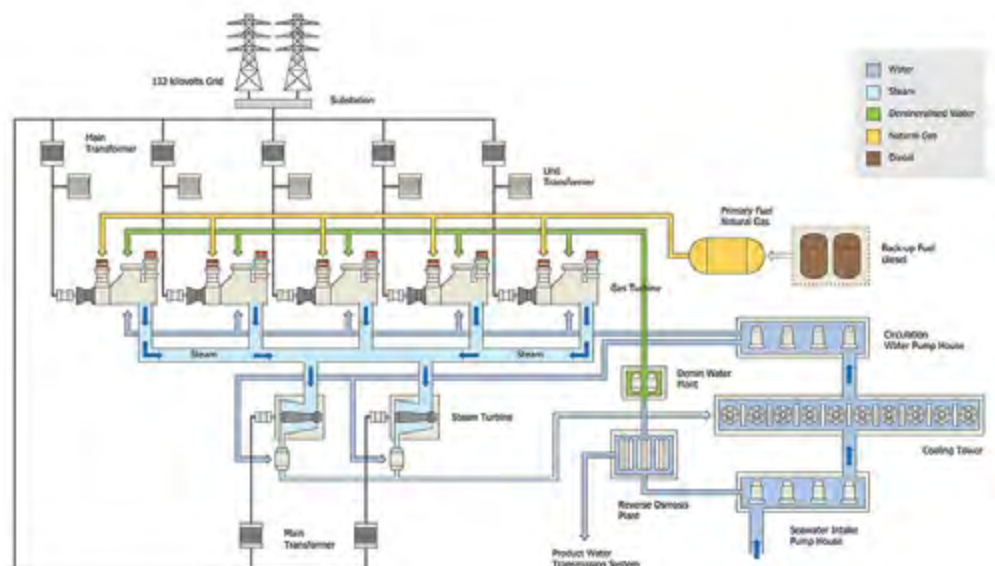 132 kilovolts Grid
Substation
Main
Transformer
Unit
Transformer
Water
Steam
Demineralised Water
Natural Gas
Diesel
Primary Fuel
Natural Gas
Back-up Fuel
Diesel
Gas Turbine
Circulation
Water Pump House
Steam
Steam
Demin Water
Plant
Steam Turbine
Cooling Tower
Reverse Osmosis
Plant
Seawater Intake
Pump House
Main
Transformer
Product Water
Transmission System